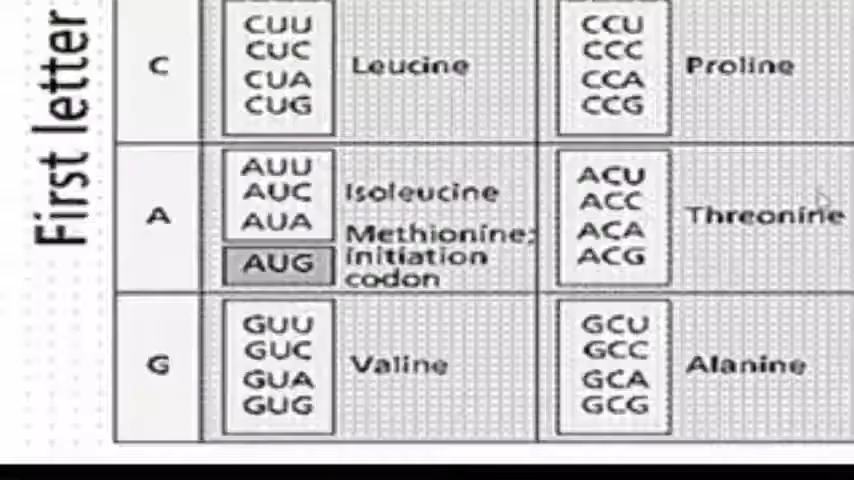 First letter
C
CUU
CUC
CUA
CUG
Leucine
CCU
CCC
CCA
CCG
Proline
A
AUU
AUC
AUA
Isoleucine
AUG
Methionine;
initiation
codon
ACU
ACC
ACA
ACG
Threonine
G
GUU
GUC
GUA
GUG
Valine
GCU
GCC
GCA
GCG
Alanine